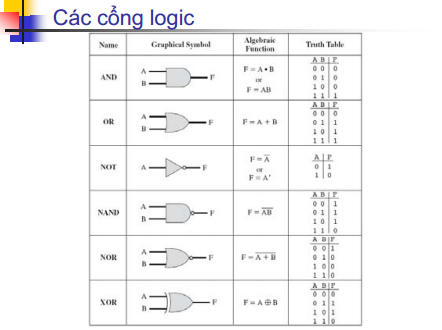 Các cổng logic
Name Graphical Symbol Algebraic Function Truth Table
AND A B F F = A • B or F = AB
A B F
0 0 0
0 1 0
1 0 0
1 1 1
OR A B F F = A + B
A B F
0 0 0
0 1 1
1 0 1
1 1 1
NOT A F F = A̅ or F = A'
A F
0 1
1 0
NAND A B F F = A̅B̅
A B F
0 0 1
0 1 1
1 0 1
1 1 0
NOR A B F F = A̅ ̅+̅ ̅B̅
A B F
0 0 1
0 1 0
1 0 0
1 1 0
XOR A B F F = A ⊕ B
A B F
0 0 0
0 1 1
1 0 1
1 1 0